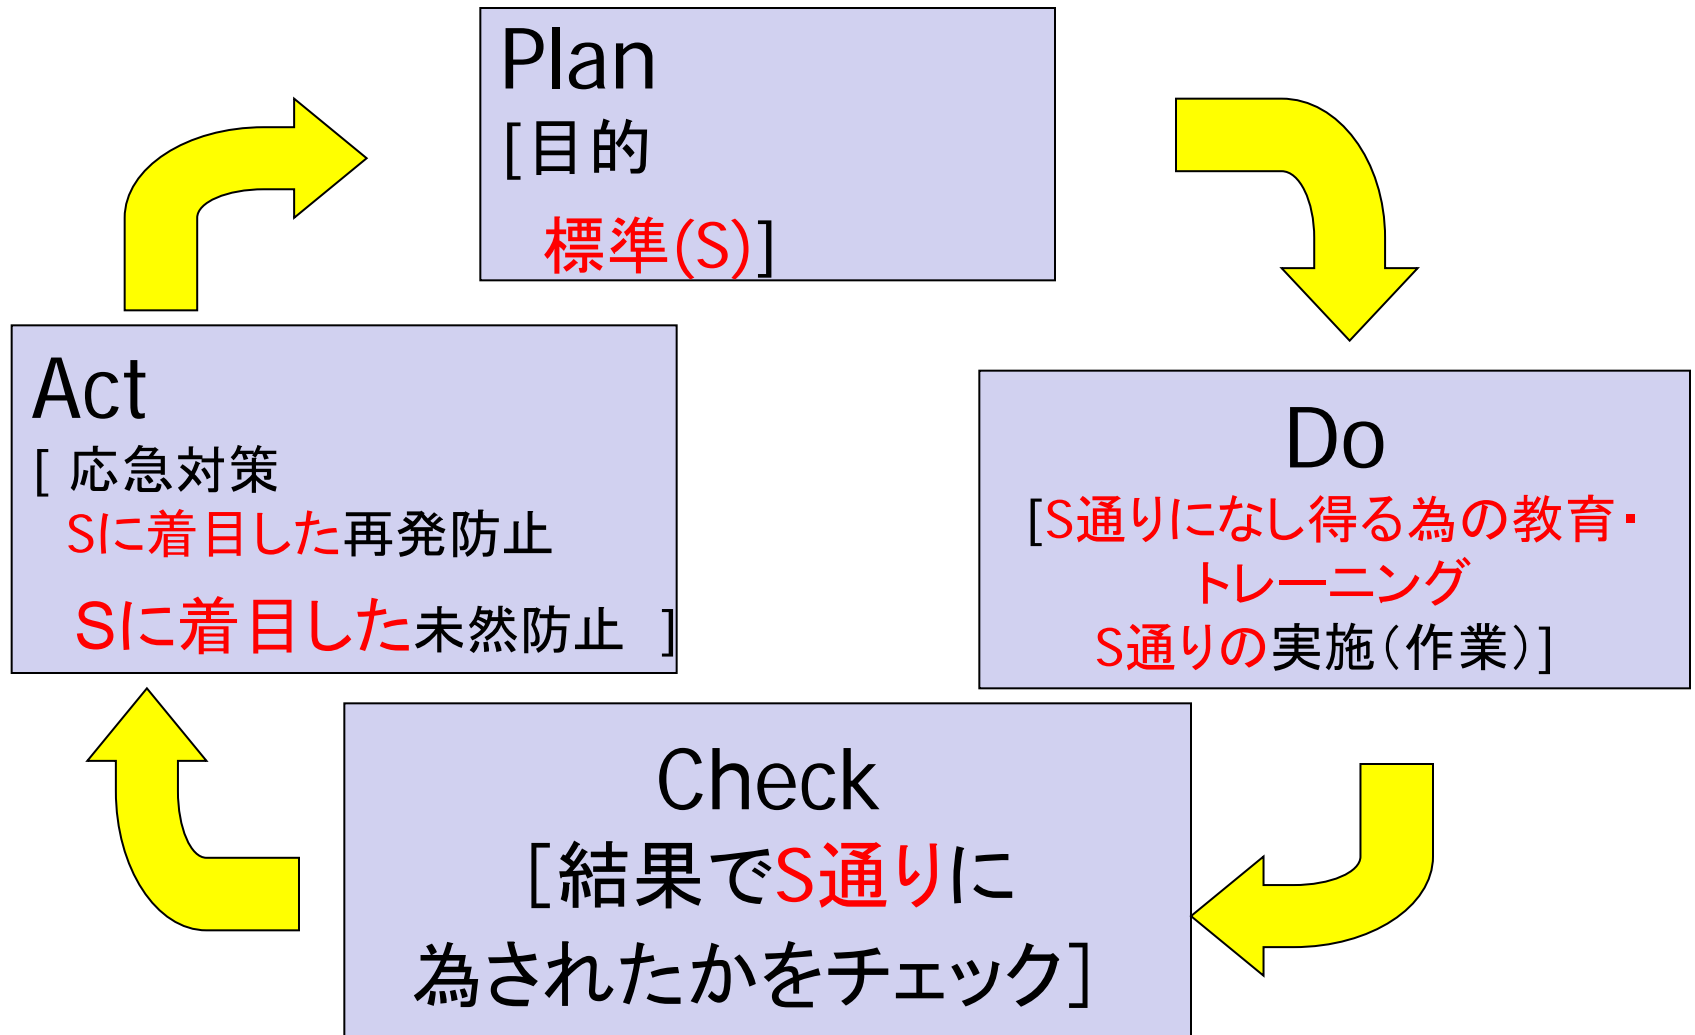 Plan
[目的
標準(S)]
Act
[ 応急対策
Sに着目した再発防止
Sに着目した未然防止 ]
Do
[S通りになし得る為の教育・
トレーニング
S通りの実施(作業)]
Check
[結果でS通りに
為されたかをチェック]